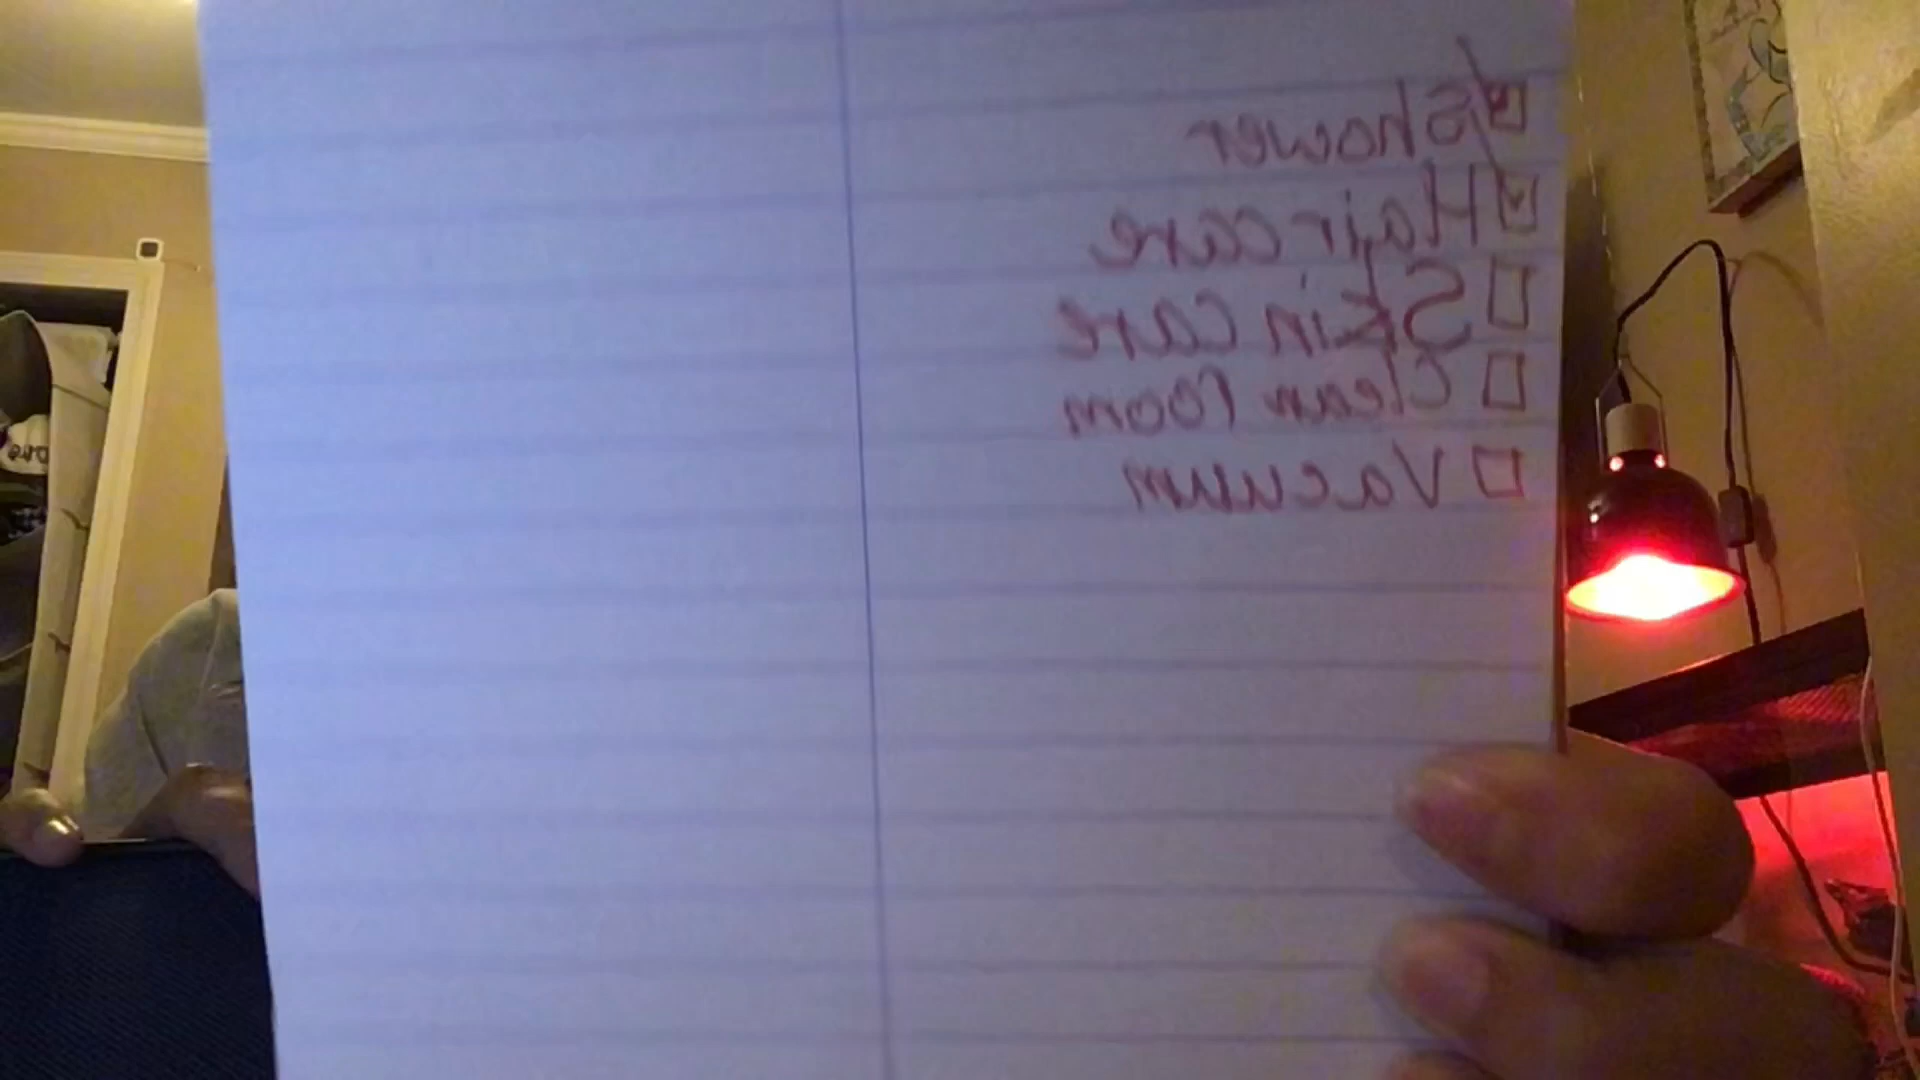 ☑ Shower
☑ Hair care
☐ Skin care
☐ Clean room
☐ Vacuum